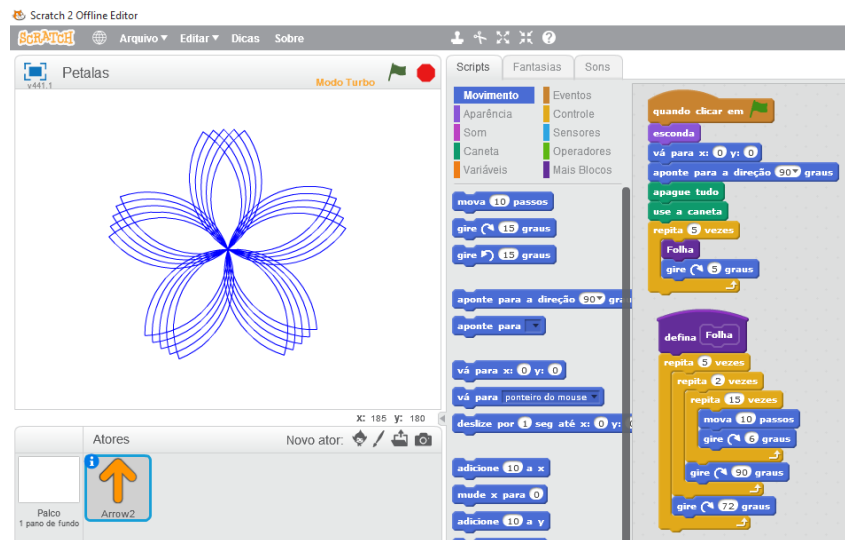 Scratch 2 Offline Editor
SCRATCH Arquivo Editar Dicas Sobre
Petalas
v441.1
Modo Turbo
X: 185 Y: 180
Atores
Novo ator:
Palco
1 pano de fundo
Arrow2
Scripts Fantasias Sons
Movimento Eventos
Aparência Controle
Som Sensores
Caneta Operadores
Variáveis Mais Blocos
mova 10 passos
gire 15 graus
gire 15 graus
aponte para a direção 90 gra
aponte para
vá para x: 0 y: 0
vá para ponteiro do mouse
deslize por 1 seg até x: 0 y:
adicione 10 a x
mude x para 0
adicione 10 a y
quando clicar em
esconda
vá para x: 0 y: 0
aponte para a direção 90 graus
apague tudo
use a caneta
repita 5 vezes
Folha
gire 5 graus
defina Folha
repita 5 vezes
repita 2 vezes
repita 15 vezes
mova 10 passos
gire 6 graus
gire 90 graus
gire 72 graus